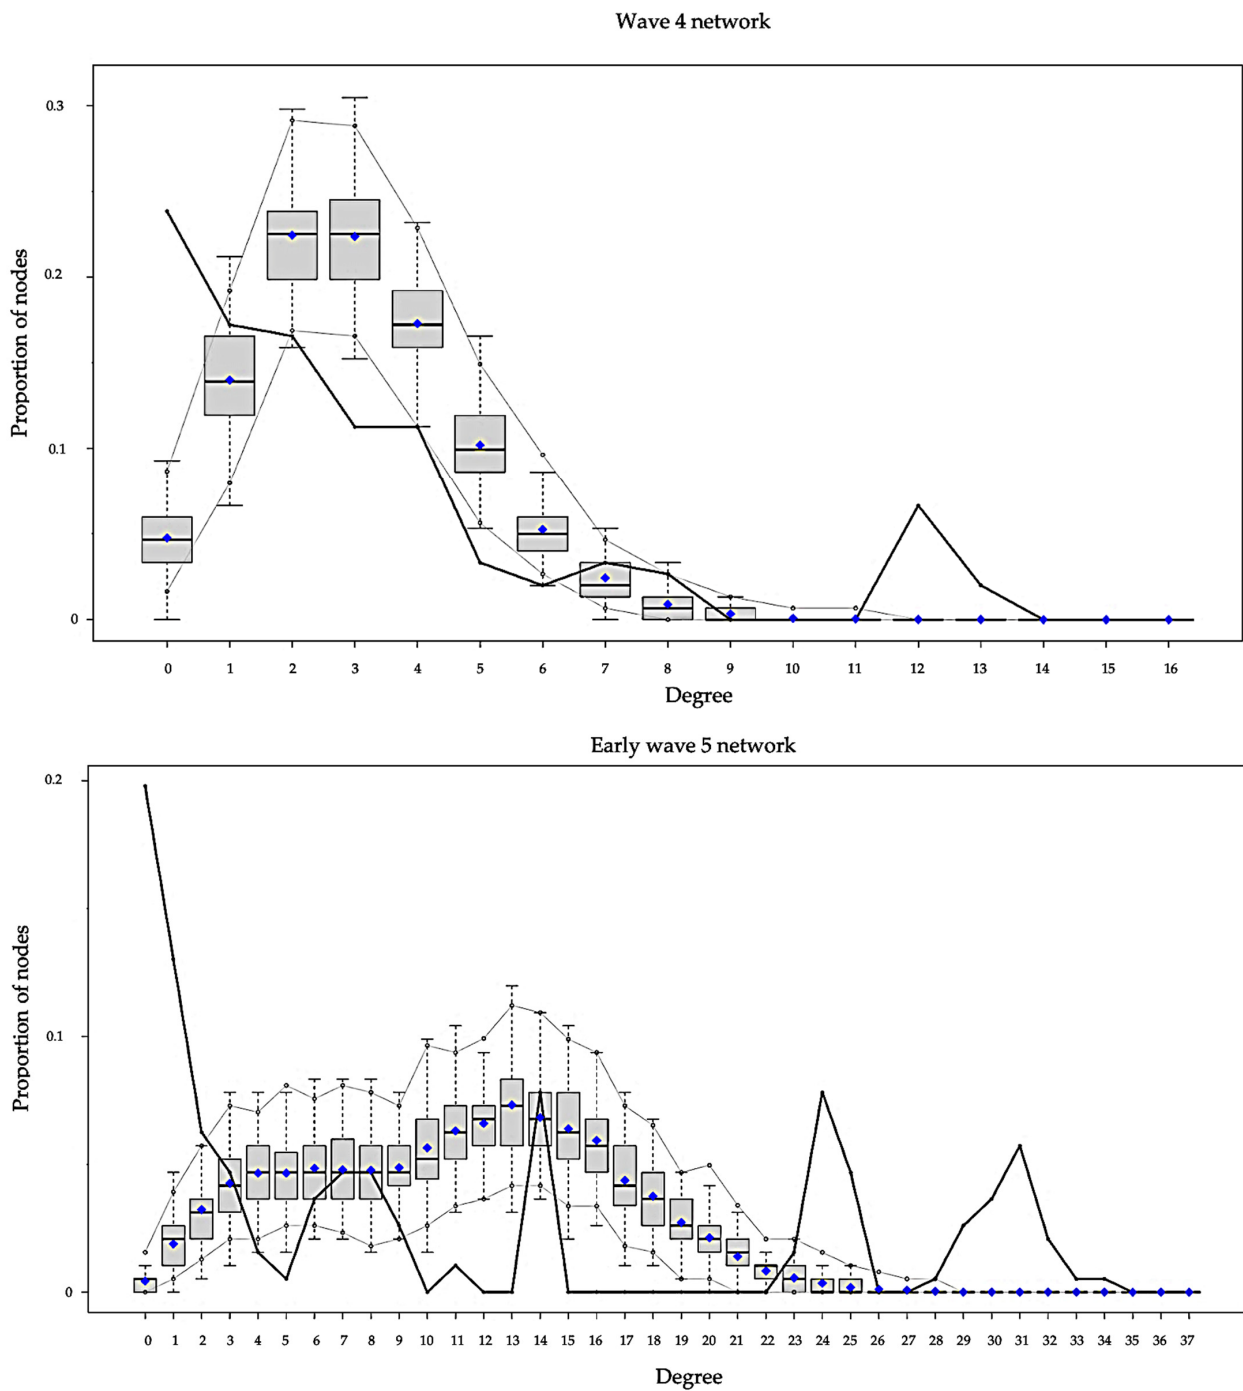 Wave 4 network
Proportion of nodes
0.3
0.2
0.1
0
0 1 2 3 4 5 6 7 8 9 10 11 12 13 14 15 16
Degree
Early wave 5 network
Proportion of nodes
0.2
0.1
0
0 1 2 3 4 5 6 7 8 9 10 11 12 13 14 15 16 17 18 19 20 21 22 23 24 25 26 27 28 29 30 31 32 33 34 35 36 37
Degree